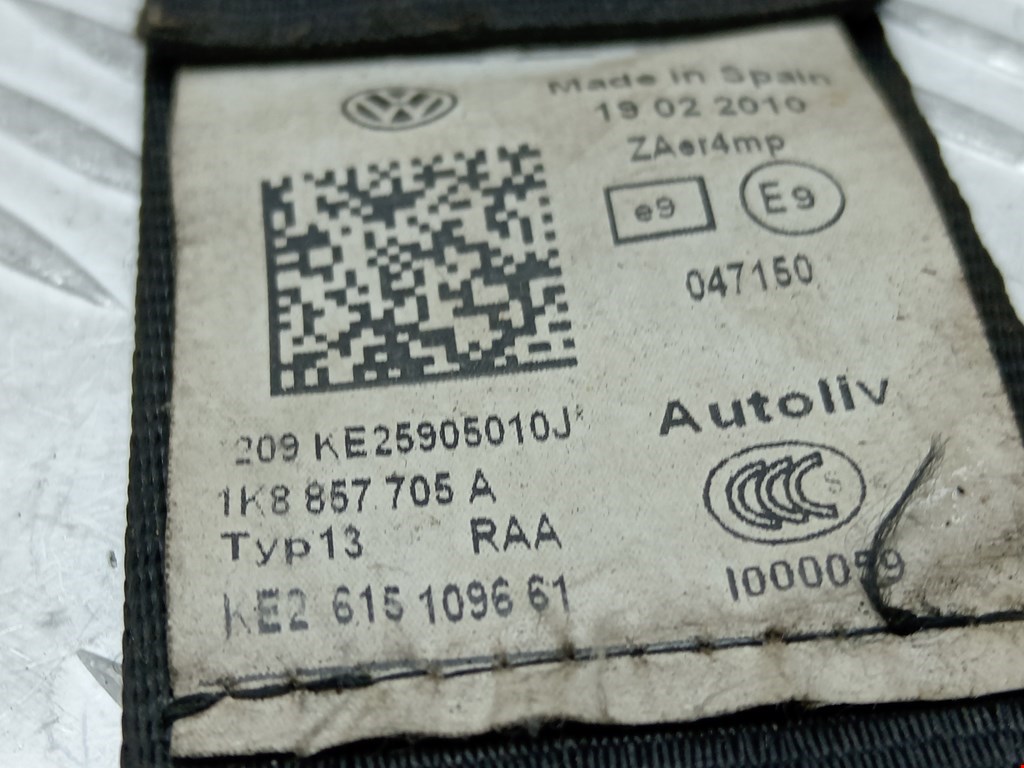 Made in Spain
19 02 2010
ZAer4mp
e9 E9
047150
209 KE25905010J*
Autoliv
1K8 857 705 A
Typ13 RAA
KE2 615 1096 61
I000059